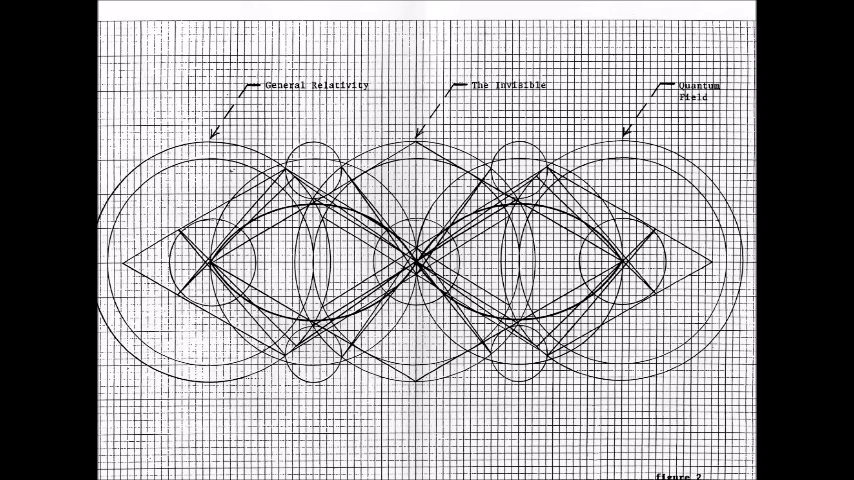 General Relativity
The Invisible
Quantum
Field
figure 2